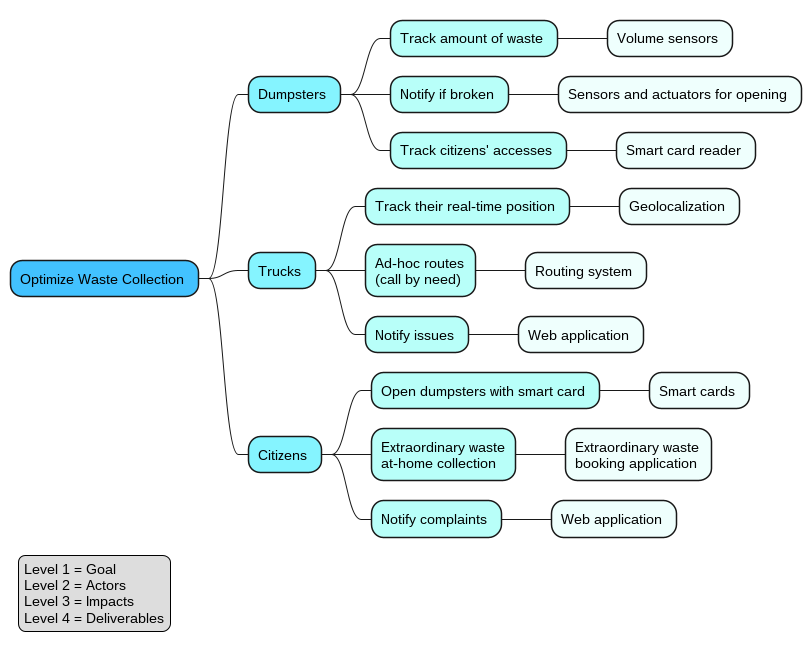 Optimize Waste Collection
Dumpsters
Track amount of waste
Volume sensors
Notify if broken
Sensors and actuators for opening
Track citizens' accesses
Smart card reader
Trucks
Track their real-time position
Geolocalization
Ad-hoc routes
(call by need)
Routing system
Notify issues
Web application
Citizens
Open dumpsters with smart card
Smart cards
Extraordinary waste
at-home collection
Extraordinary waste
booking application
Notify complaints
Web application
Level 1 = Goal
Level 2 = Actors
Level 3 = Impacts
Level 4 = Deliverables